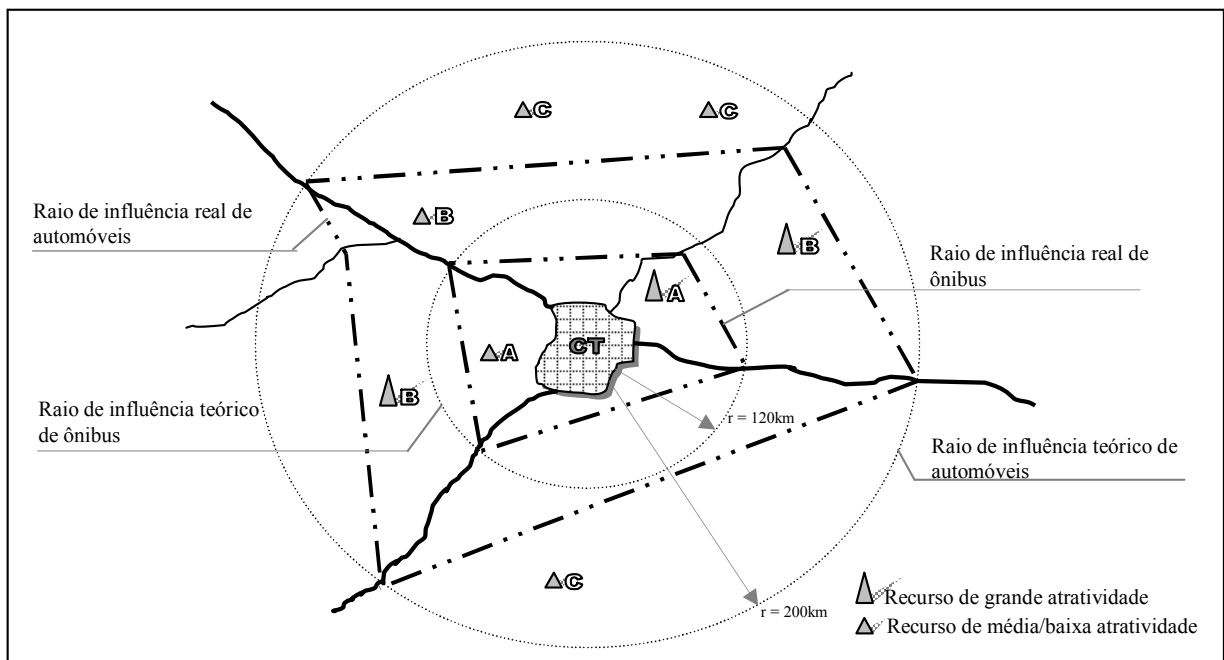 C
C
Raio de influência real de
automóveis
B
B
Raio de influência real de
ônibus
A
A
CT
B
Raio de influência teórico
de ônibus
r = 120km
Raio de influência teórico de
automóveis
C
r = 200km
Recurso de grande atratividade
Recurso de média/baixa atratividade